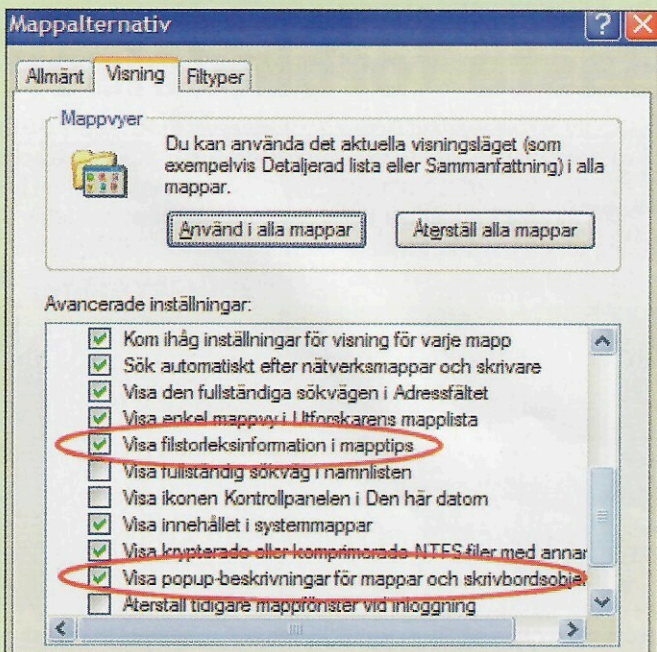 Mappalternativ
Allmänt Visning Filtyper
Mappvyer
Du kan använda det aktuella visningsläget (som
exempelvis Detaljerad lista eller Sammanfattning) i alla
mappar.
Använd i alla mappar Återställ alla mappar
Avancerade inställningar:
Kom ihåg inställningar för visning för varje mapp
Sök automatiskt efter nätverksmappar och skrivare
Visa den fullständiga sökvägen i Adressfältet
Visa enkel mappvy i Utforskarens mapplista
Visa filstorleksinformation i mapptips
Visa fullständig sökväg i namnlisten
Visa ikonen Kontrollpanelen i Den här datorn
Visa innehållet i systemmappar
Visa krypterade eller komprimerade NTFS-filer med annar
Visa popup-beskrivningar för mappar och skrivbordsobjel
Återställ tidigare mappfönster vid inloggning